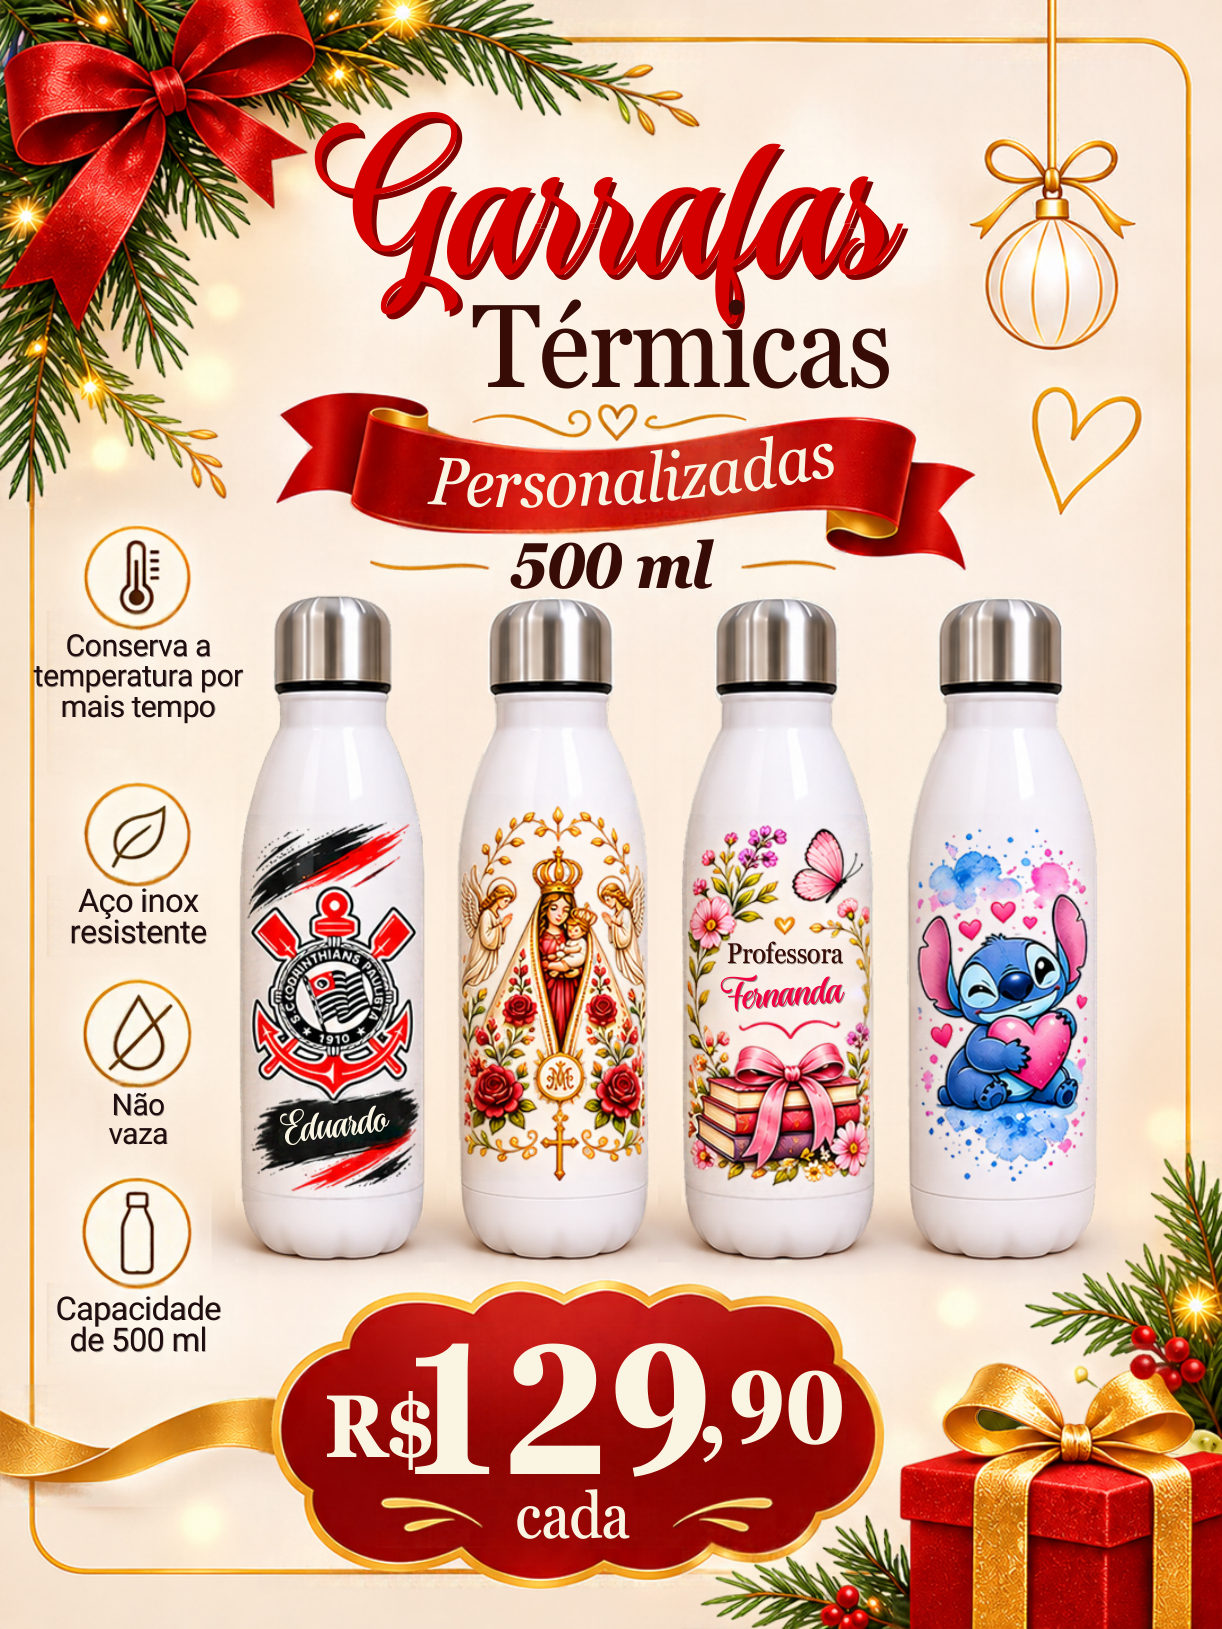 Garrafas
Térmicas
Personalizadas
500 ml
Conserva a
temperatura por
mais tempo
Aço inox
resistente
Não
vaza
Capacidade
de 500 ml
S.C. CORINTHIANS PAULISTA
1910
Eduardo
Professora
Fernanda
R$129,90
cada